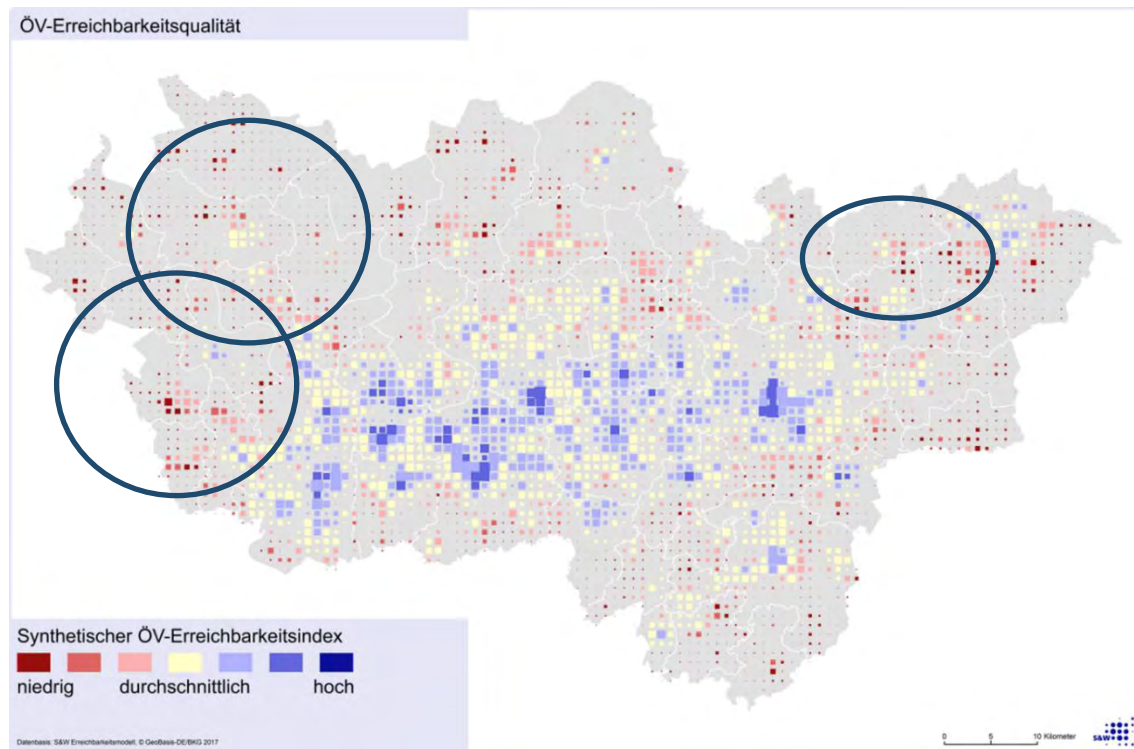 ÖV-Erreichbarkeitsqualität
Synthetischer ÖV-Erreichbarkeitsindex
niedrig durchschnittlich hoch
Datenbasis: S&W Erreichbarkeitsmodell, © GeoBasis-DE/BKG 2017
0 5 10 Kilometer
S&W